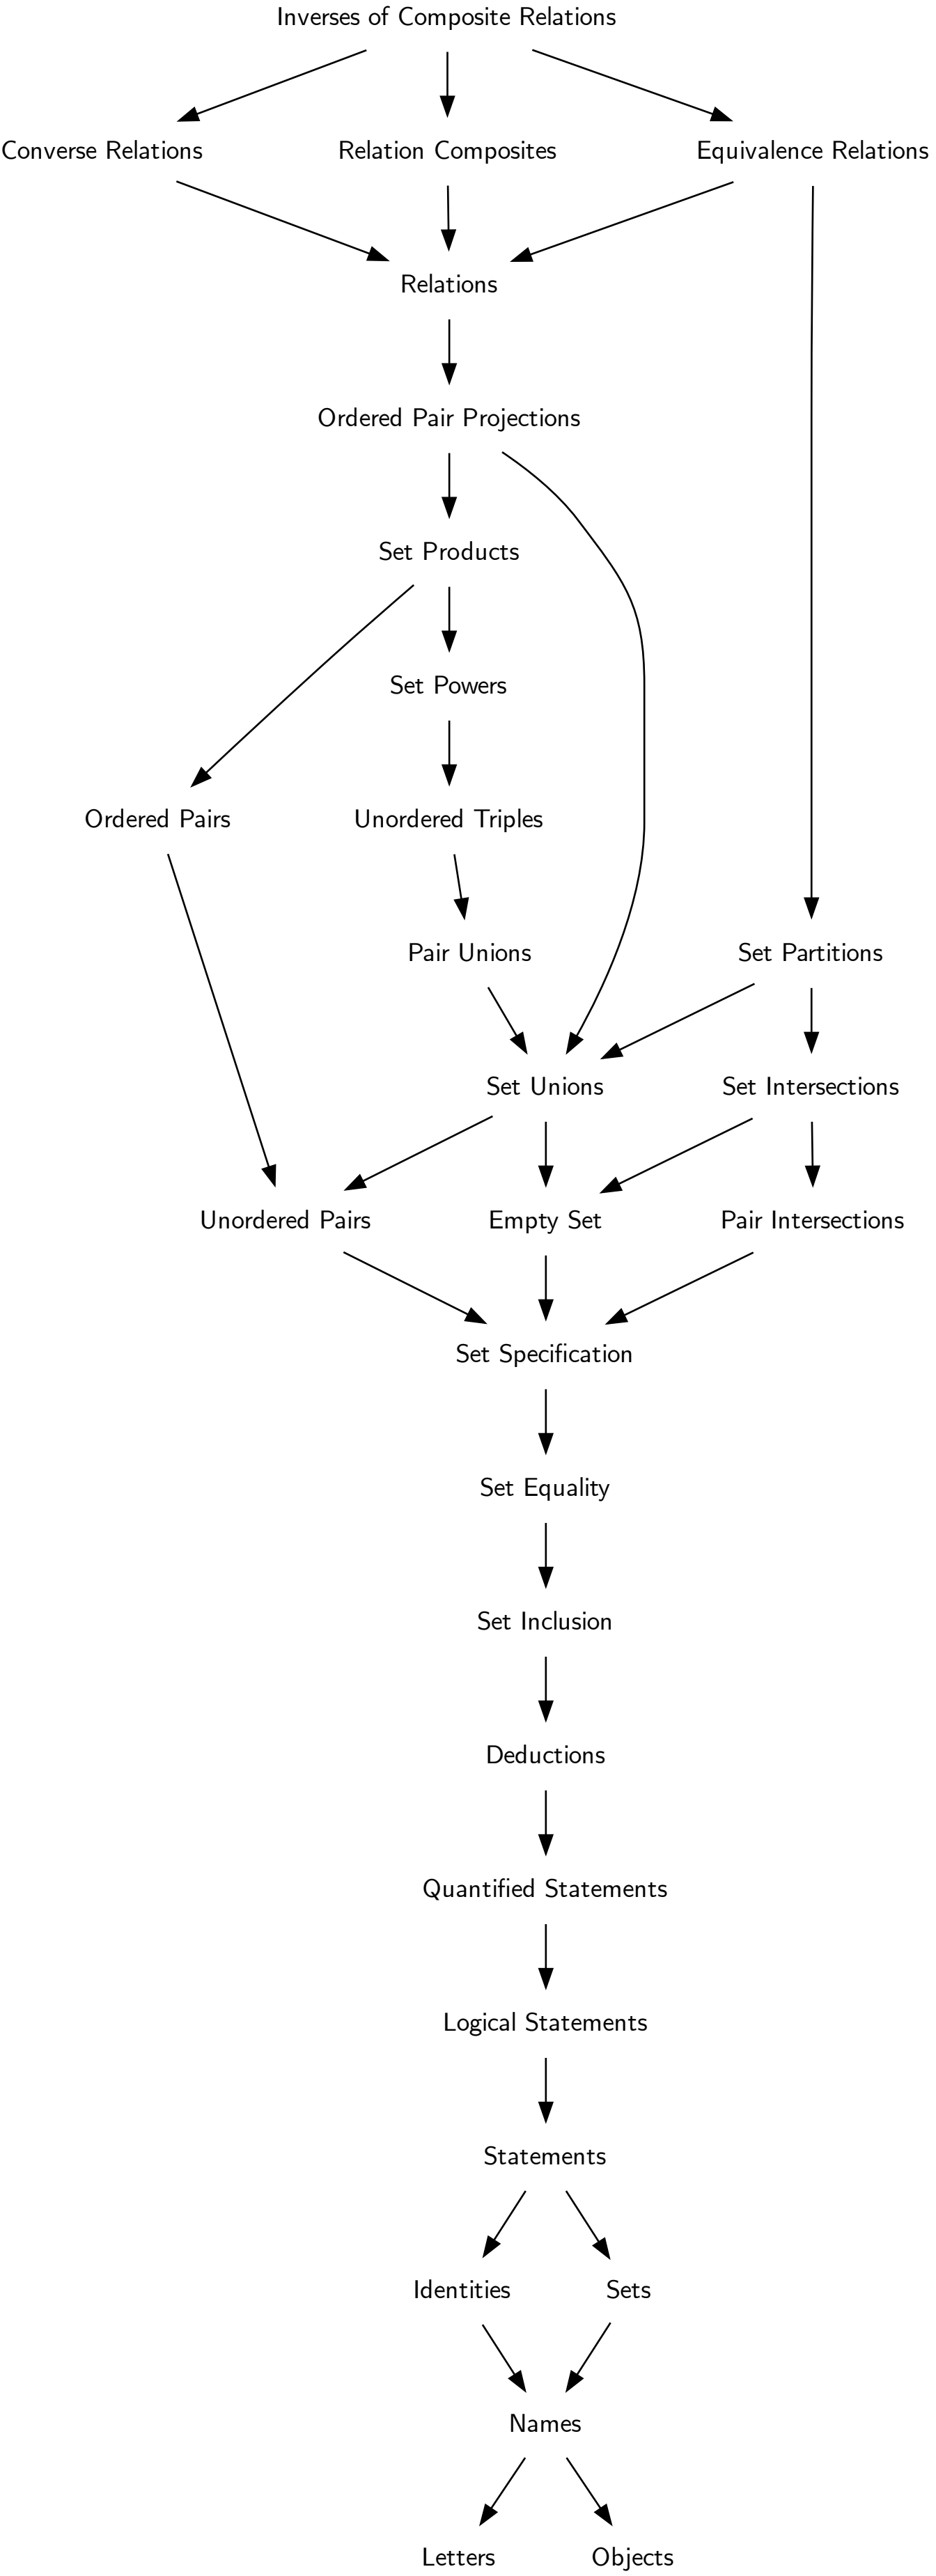 Inverses of Composite Relations
Converse Relations
Relation Composites
Equivalence Relations
Relations
Ordered Pair Projections
Set Products
Set Powers
Ordered Pairs
Unordered Triples
Pair Unions
Set Partitions
Set Unions
Set Intersections
Unordered Pairs
Empty Set
Pair Intersections
Set Specification
Set Equality
Set Inclusion
Deductions
Quantified Statements
Logical Statements
Statements
Identities
Sets
Names
Letters
Objects